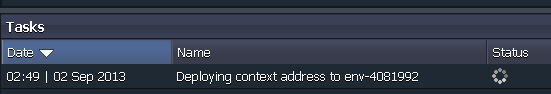 Tasks
Date Name Status
02:49 | 02 Sep 2013 Deploying context address to env-4081992